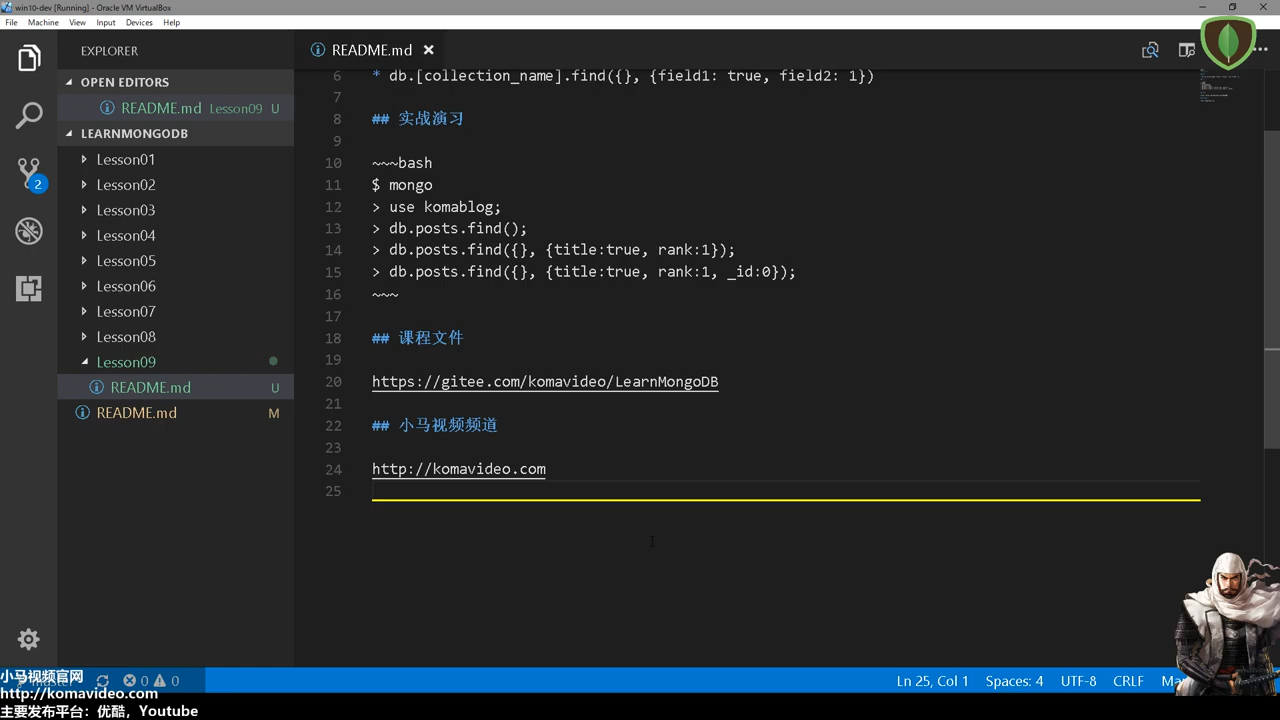 win10-dev [Running] - Oracle VM VirtualBox
File Machine View Input Devices Help
EXPLORER
README.md
OPEN EDITORS
README.md Lesson09 U
LEARNMONGODB
Lesson01
Lesson02
Lesson03
Lesson04
Lesson05
Lesson06
Lesson07
Lesson08
Lesson09
README.md U
README.md M
2
6 * db.[collection_name].find({}, {field1: true, field2: 1})
7
8 ## 实战演习
9
10 ~~~bash
11 $ mongo
12 > use komablog;
13 > db.posts.find();
14 > db.posts.find({}, {title:true, rank:1});
15 > db.posts.find({}, {title:true, rank:1, _id:0});
16 ~~~
17
18 ## 课程文件
19
20 https://gitee.com/komavideo/LearnMongoDB
21
22 ## 小马视频频道
23
24 http://komavideo.com
25
0 0
Ln 25, Col 1 Spaces: 4 UTF-8 CRLF
小马视频官网
http://komavideo.com
主要发布平台: 优酷, Youtube